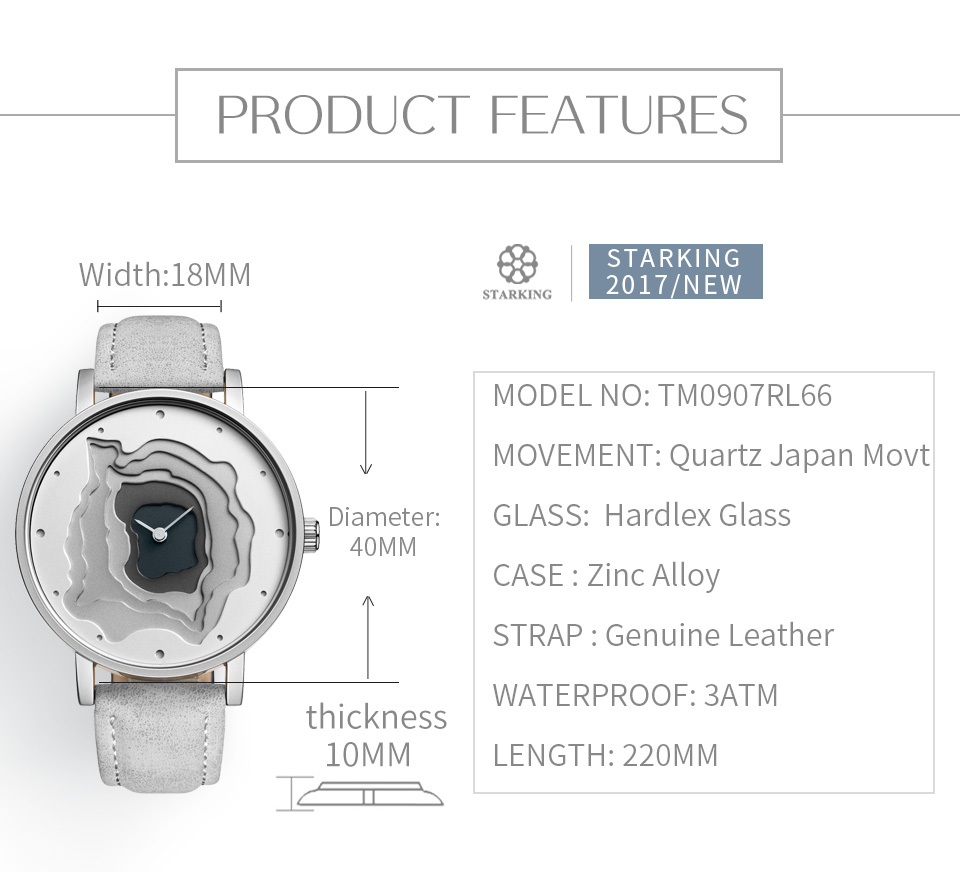 PRODUCT FEATURES
Width:18MM
STARKING
STARKING
2017/NEW
MODEL NO: TM0907RL66
MOVEMENT: Quartz Japan Movt
GLASS: Hardlex Glass
CASE : Zinc Alloy
STRAP : Genuine Leather
WATERPROOF: 3ATM
LENGTH: 220MM
Diameter:
40MM
thickness
10MM